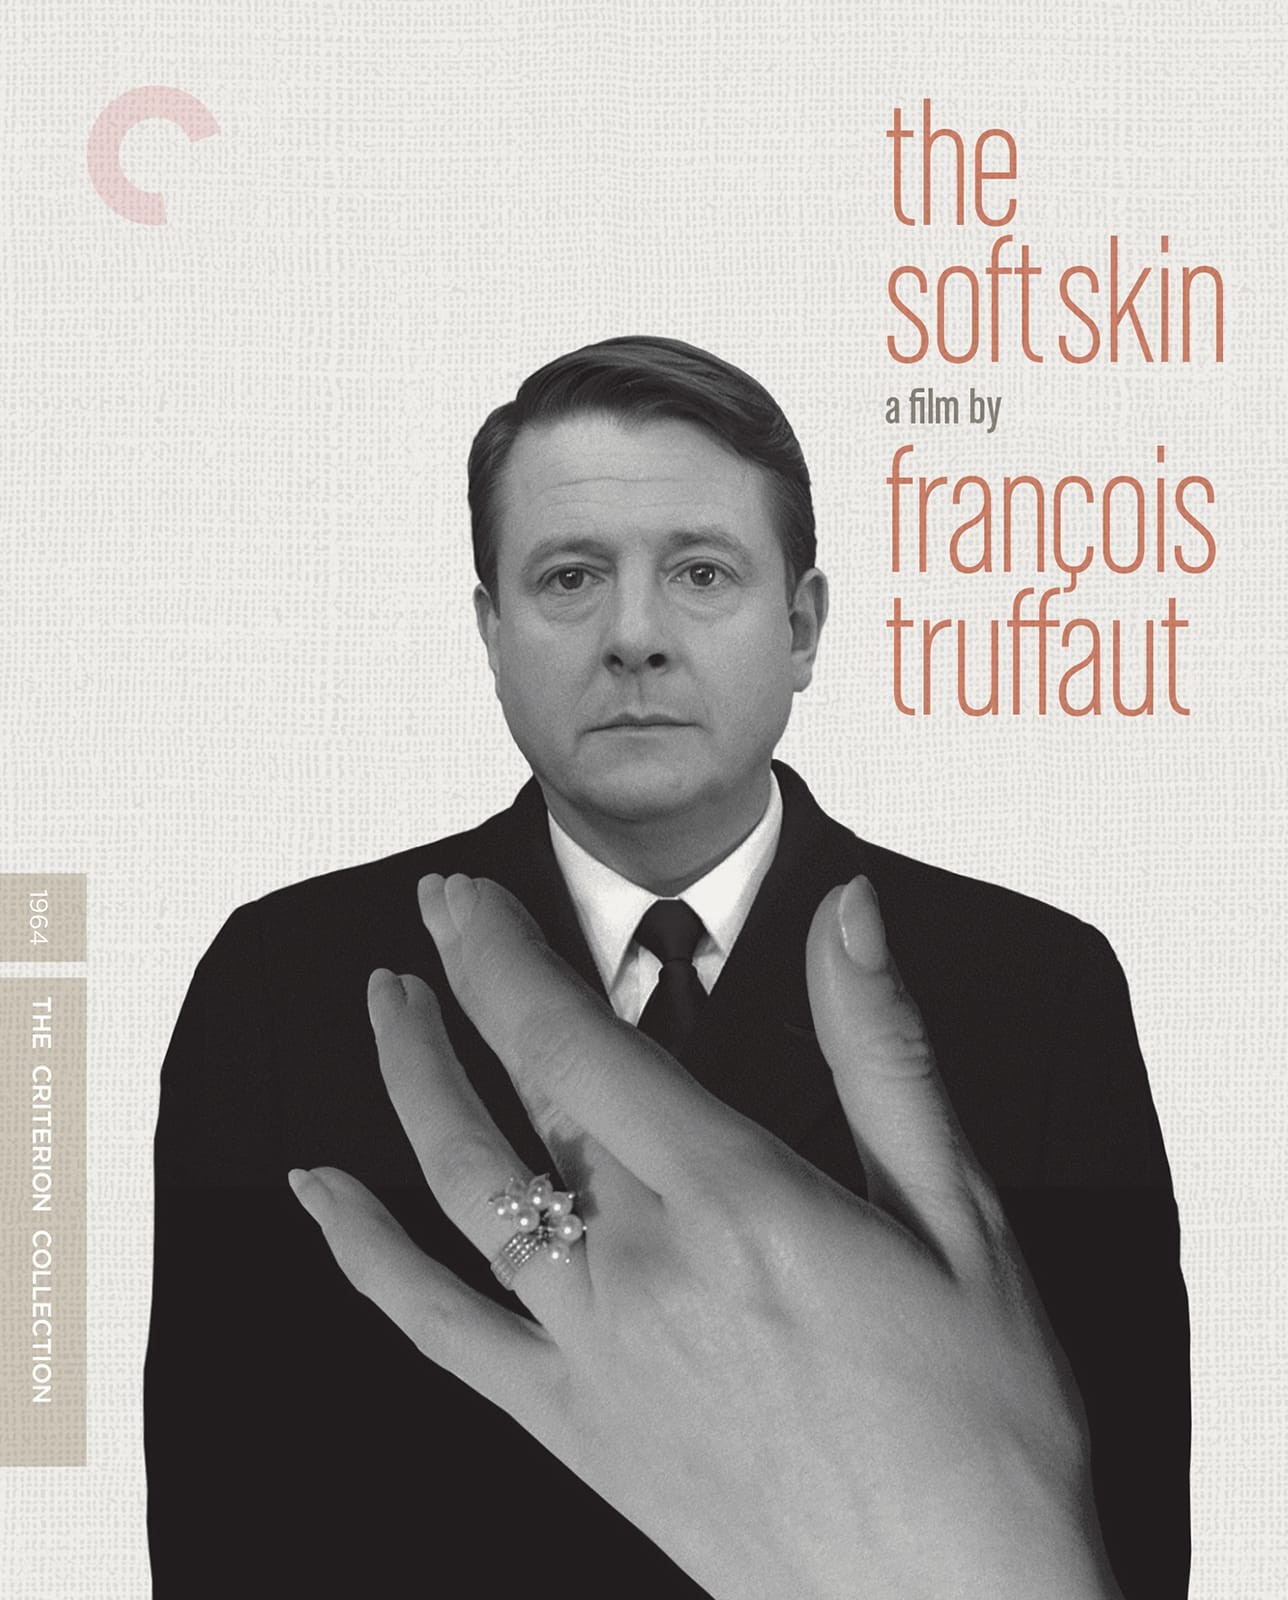 the
soft skin
a film by
françois
truffaut
1964
THE CRITERION COLLECTION